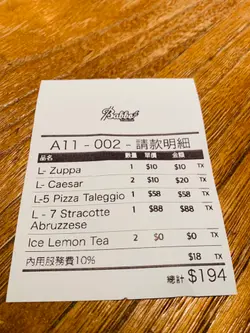 Babba's
A11 - 002 - 請款明細
品名 數量 單價 金額
L- Zuppa 1 $10 $10 TX
L- Caesar 2 $10 $20 TX
L-5 Pizza Taleggio 1 $58 $58 TX
L - 7 Stracotte 1 $88 $88 TX
Abruzzese
Ice Lemon Tea 2 $0 $0 TX
內用服務費10% $18 TX
總計 $194